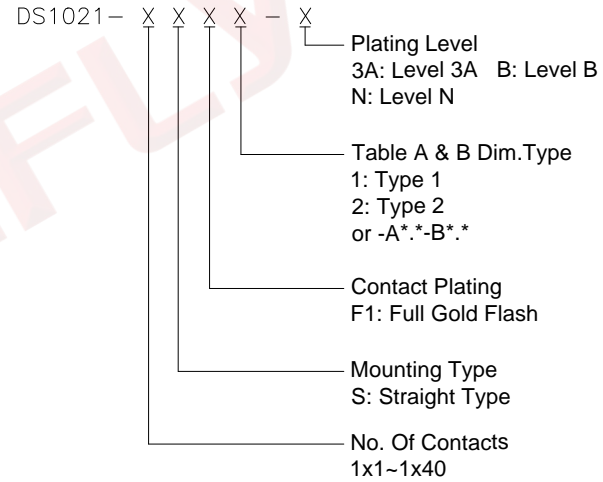 DS1021- X X X X - X
Plating Level
3A: Level 3A B: Level B
N: Level N
Table A & B Dim.Type
1: Type 1
2: Type 2
or -A*.*-B*.*
Contact Plating
F1: Full Gold Flash
Mounting Type
S: Straight Type
No. Of Contacts
1x1~1x40